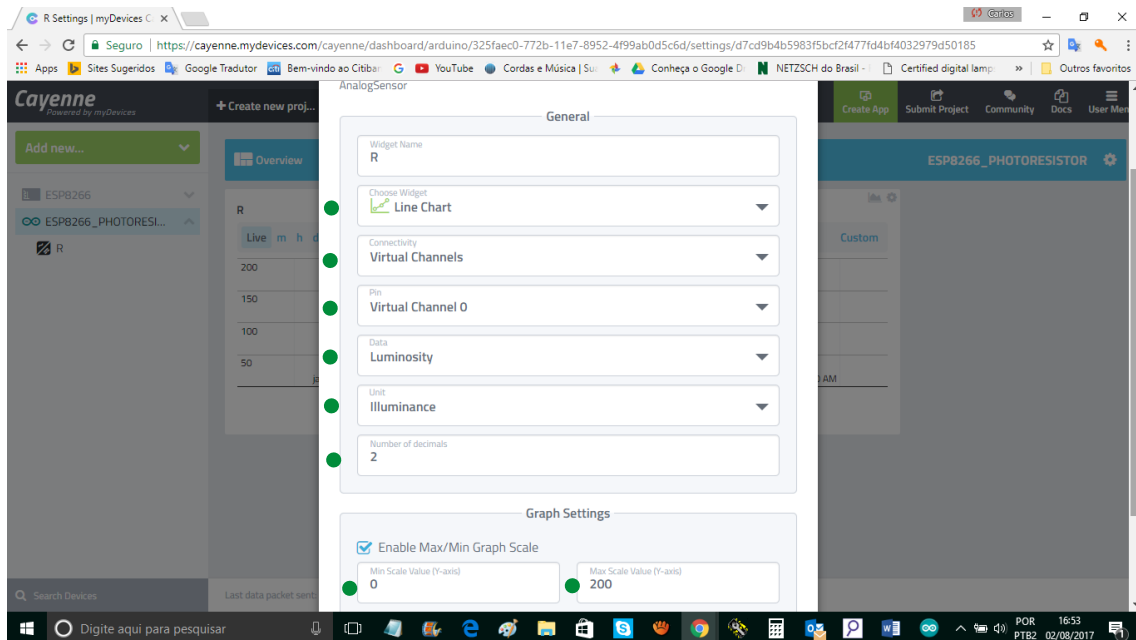 R Settings | myDevices C
Carlos
Seguro | https://cayenne.mydevices.com/cayenne/dashboard/arduino/325faec0-772b-11e7-8952-4f99ab0d5c6d/settings/d7cd9b4b5983f5bcf2f477fd4bf4032979d50185
Apps Sites Sugeridos Google Tradutor citi Bem-vindo ao Citiban G YouTube Cordas e Música | Su Conheça o Google D N NETZSCH do Brasil - Certified digital lamp » Outros favoritos
Cayenne
Powered by myDevices
+ Create new proj...
AnalogSensor
Create App Submit Project Community Docs User Men
Add new...
Overview
ESP8266_PHOTORESISTOR
ESP8266
ESP8266_PHOTORESI...
R
R
Live m h d
Custom
200
150
100
50
AM
General
Widget Name
R
Choose Widget
Line Chart
Connectivity
Virtual Channels
Pin
Virtual Channel 0
Data
Luminosity
Unit
Illuminance
Number of decimals
2
Graph Settings
Enable Max/Min Graph Scale
Min Scale Value (Y-axis)
0
Max Scale Value (Y-axis)
200
Search Devices
Last data packet sent:
Digite aqui para pesquisar
POR
PTB2
16:53
02/08/2017